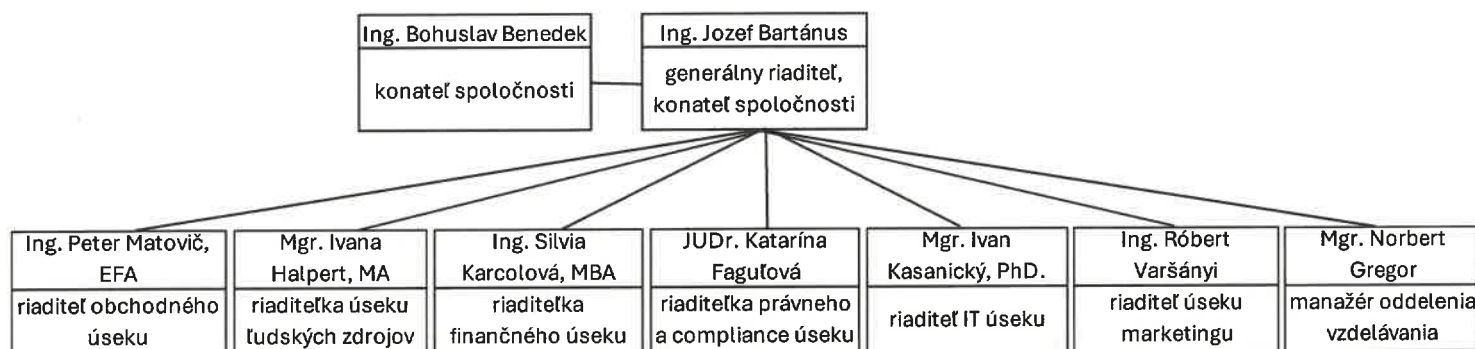 Ing. Bohuslav Benedek
konateľ spoločnosti
Ing. Jozef Bartánus
generálny riaditeľ,
konateľ spoločnosti
Ing. Peter Matovič,
EFA
riaditeľ obchodného
úseku
Mgr. Ivana
Halpert, MA
riaditeľka úseku
ľudských zdrojov
Ing. Silvia
Karcolová, MBA
riaditeľka
finančného úseku
JUDr. Katarína
Faguľová
riaditeľka právneho
a compliance úseku
Mgr. Ivan
Kasanický, PhD.
riaditeľ IT úseku
Ing. Róbert
Varšányi
riaditeľ úseku
marketingu
Mgr. Norbert
Gregor
manažér oddelenia
vzdelávania